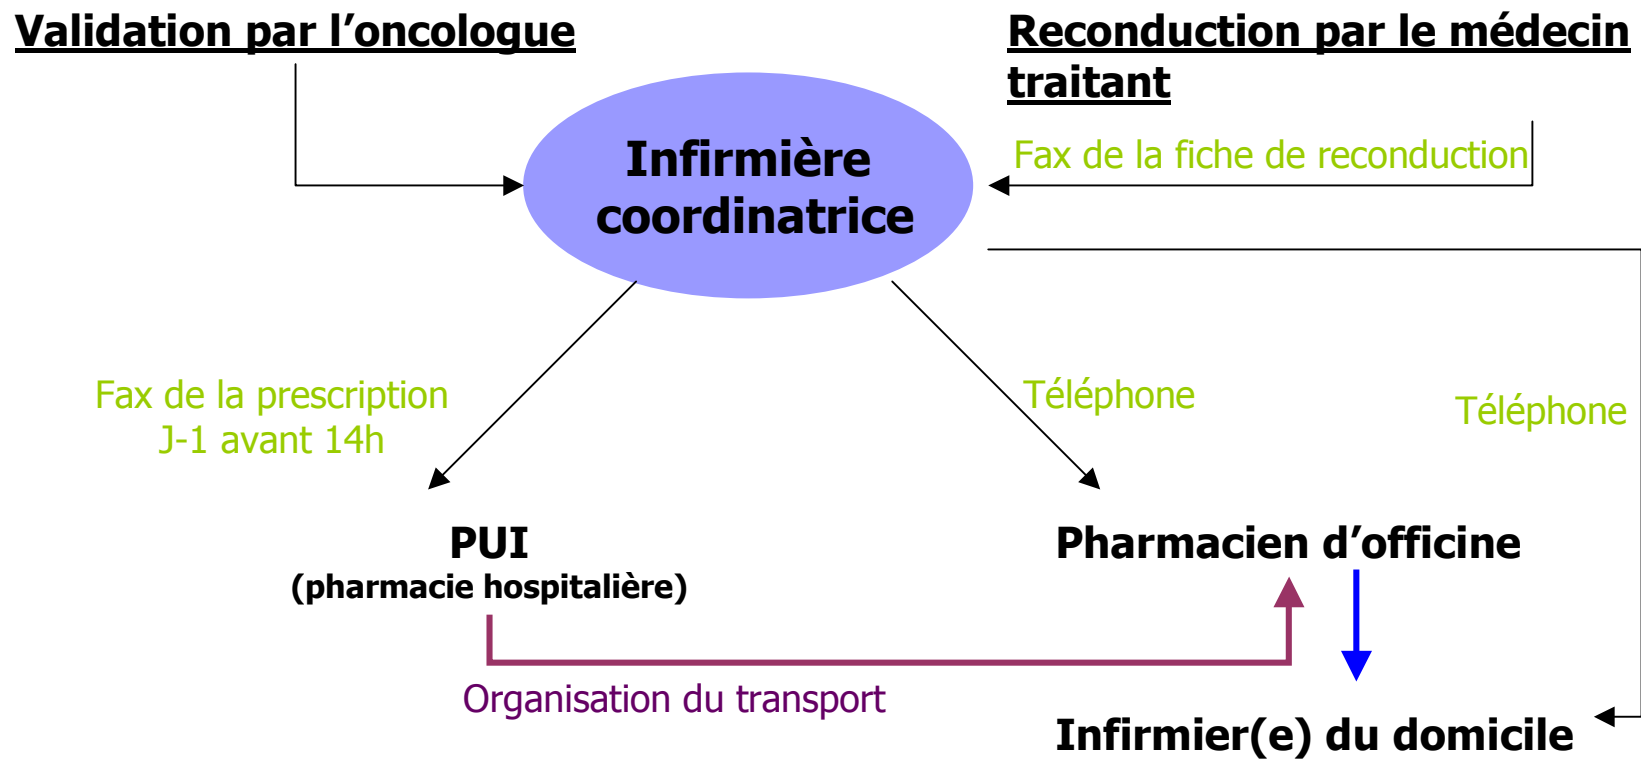 Validation par l’oncologue
Reconduction par le médecin
traitant
Infirmière
coordinatrice
Fax de la fiche de reconduction
Fax de la prescription
J-1 avant 14h
Téléphone
Téléphone
PUI
(pharmacie hospitalière)
Pharmacien d’officine
Organisation du transport
Infirmier(e) du domicile